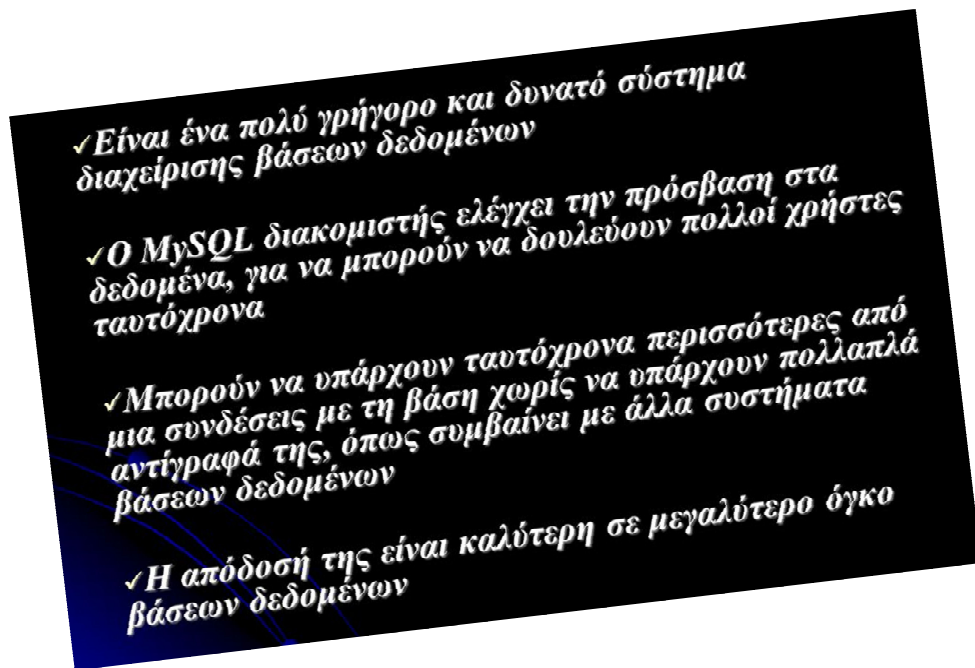 ✓Είναι ένα πολύ γρήγορο και δυνατό σύστημα
διαχείρισης βάσεων δεδομένων
✓Ο MySQL διακομιστής ελέγχει την πρόσβαση στα
δεδομένα, για να μπορούν να δουλεύουν πολλοί χρήστες
ταυτόχρονα
✓Μπορούν να υπάρχουν ταυτόχρονα περισσότερες από
μια συνδέσεις με τη βάση χωρίς να υπάρχουν πολλαπλά
αντίγραφά της, όπως συμβαίνει με άλλα συστήματα
βάσεων δεδομένων
✓Η απόδοσή της είναι καλύτερη σε μεγαλύτερο όγκο
βάσεων δεδομένων